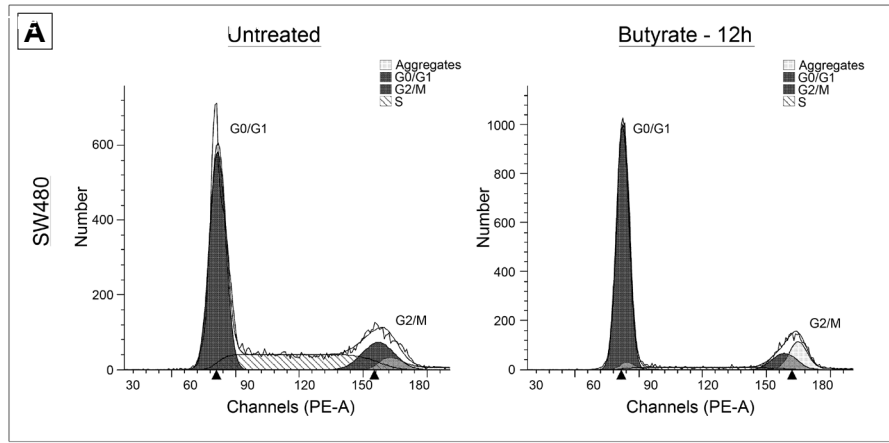 A
Untreated
Butyrate - 12h
Aggregates
G0/G1
G2/M
S
Aggregates
G0/G1
G2/M
S
G0/G1
G0/G1
SW480
Number
600
400
200
0
Number
1000
800
600
400
200
0
G2/M
G2/M
30 60 90 120 150 180
30 60 90 120 150 180
Channels (PE-A)
Channels (PE-A)